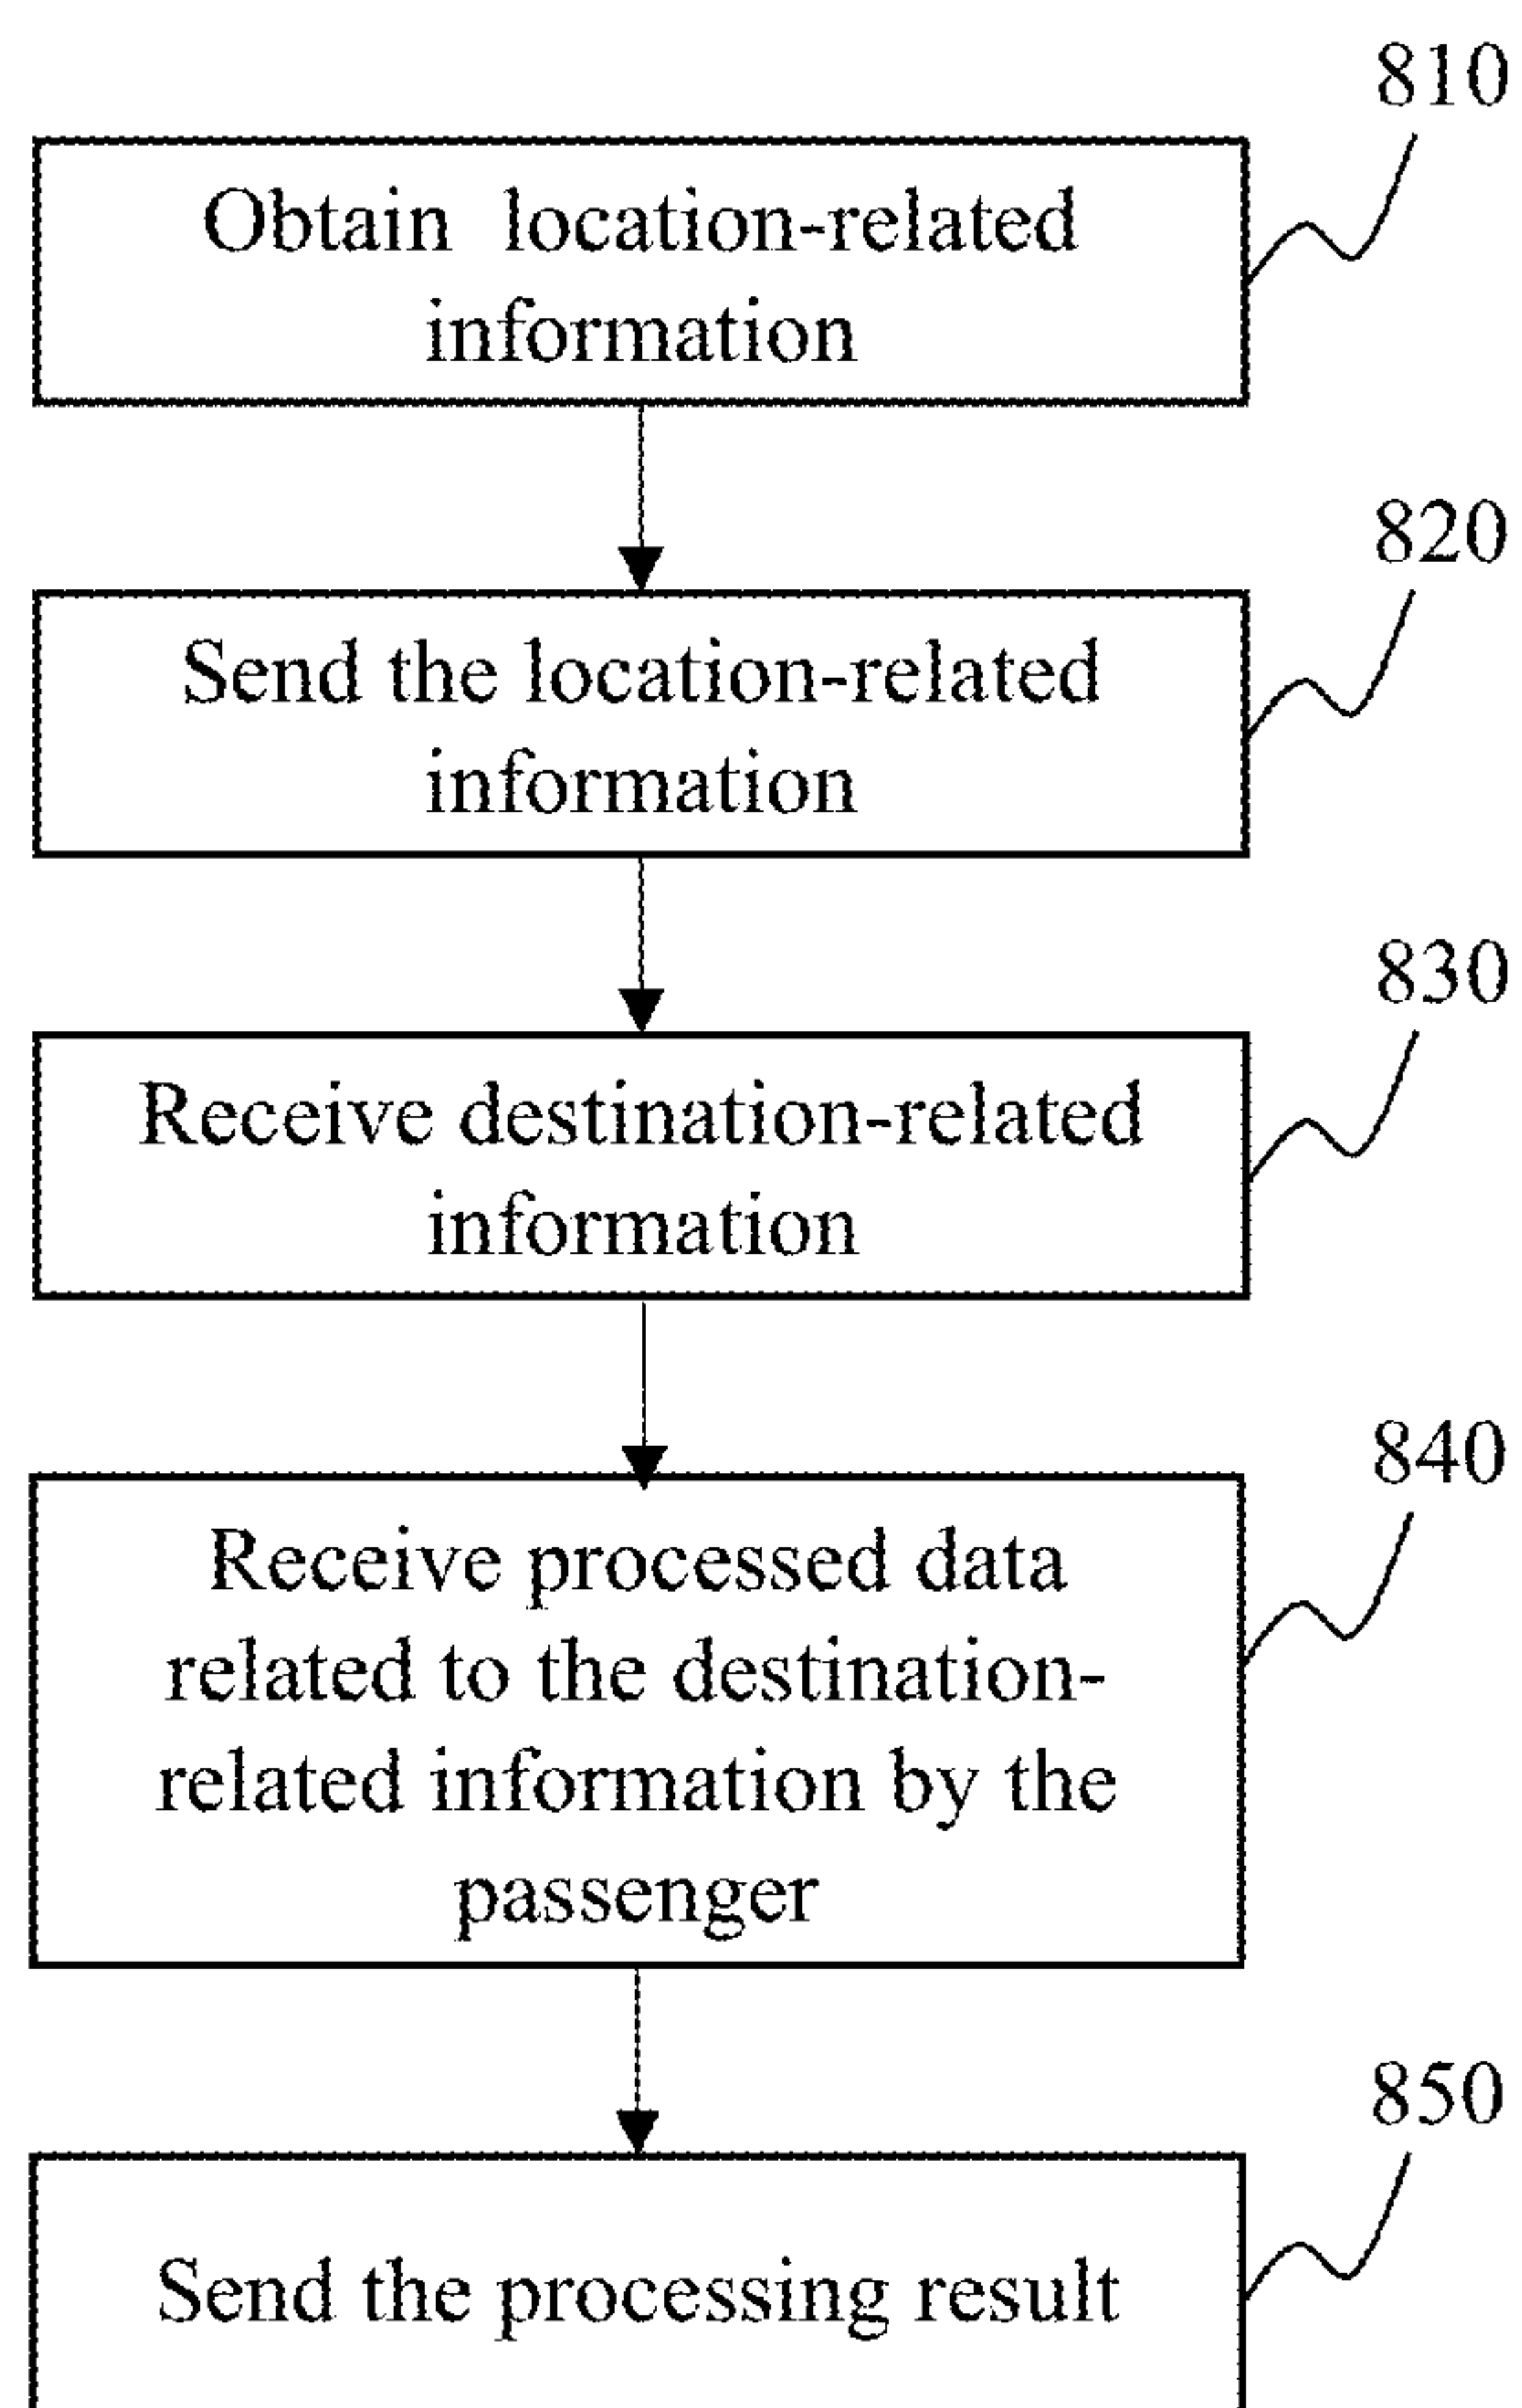 810
Obtain location-related
information
820
Send the location-related
information
830
Receive destination-related
information
840
Receive processed data
related to the destination-
related information by the
passenger
850
Send the processing result